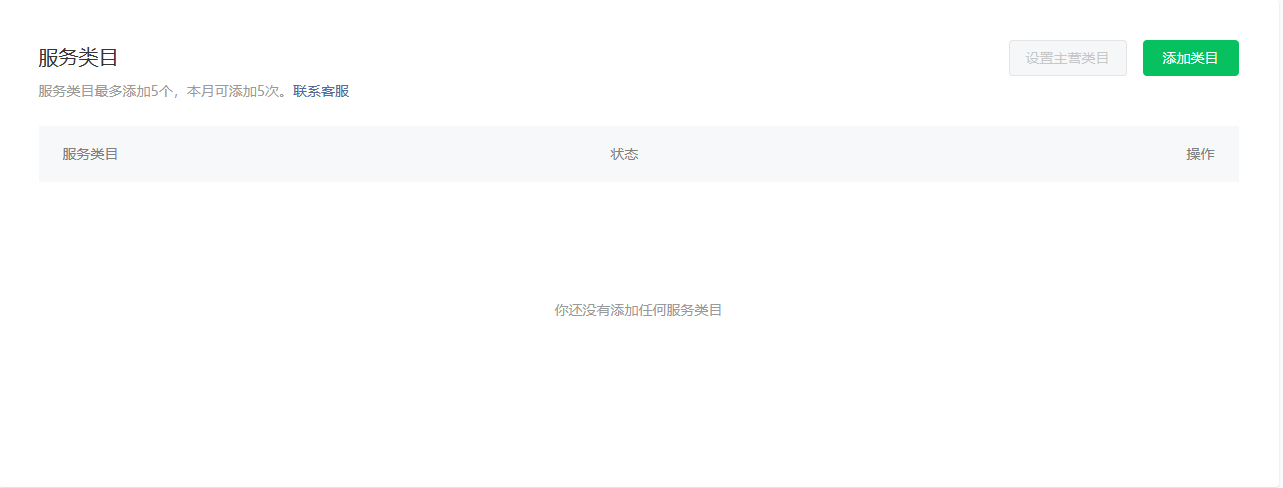 服务类目
设置主营类目
添加类目
服务类目最多添加5个，本月可添加5次。联系客服
服务类目 状态 操作
你还没有添加任何服务类目